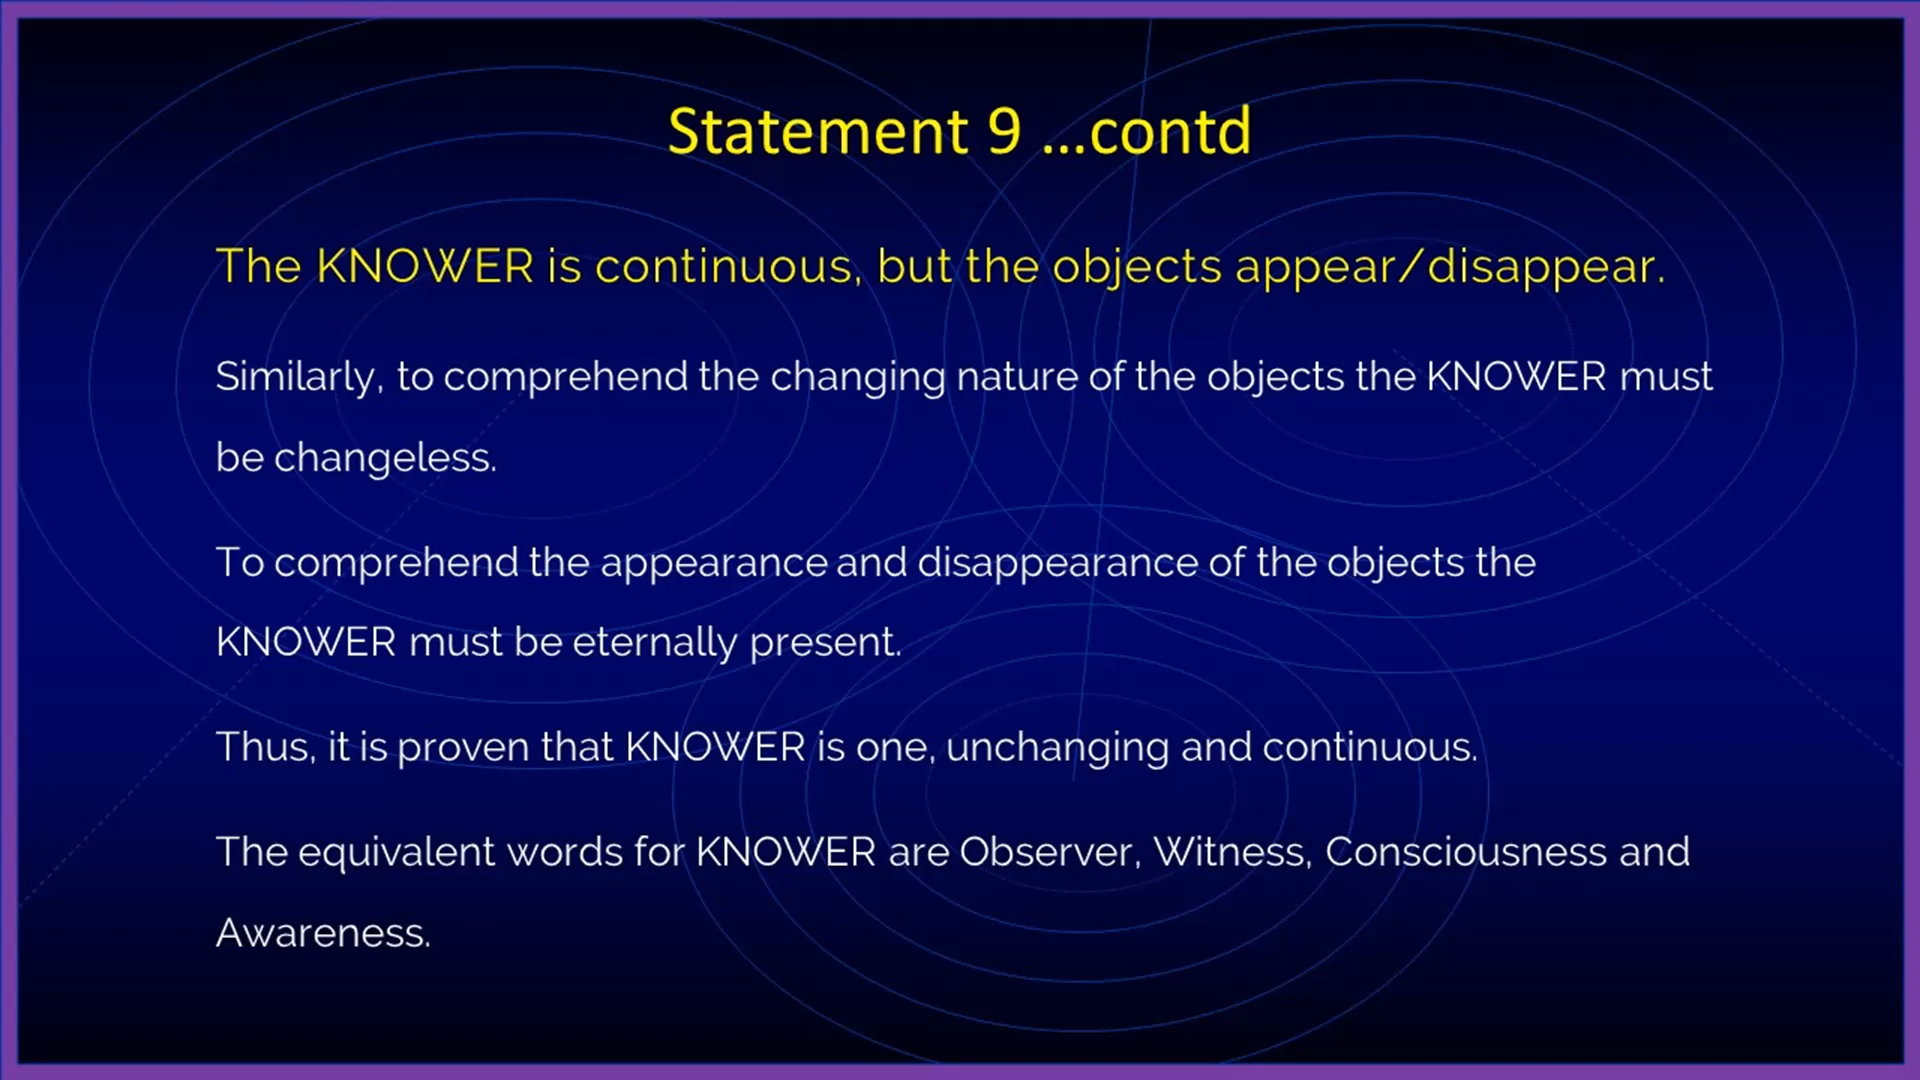 Statement 9 ...contd
The KNOWER is continuous, but the objects appear/disappear.
Similarly, to comprehend the changing nature of the objects the KNOWER must
be changeless.
To comprehend the appearance and disappearance of the objects the
KNOWER must be eternally present.
Thus, it is proven that KNOWER is one, unchanging and continuous.
The equivalent words for KNOWER are Observer, Witness, Consciousness and
Awareness.